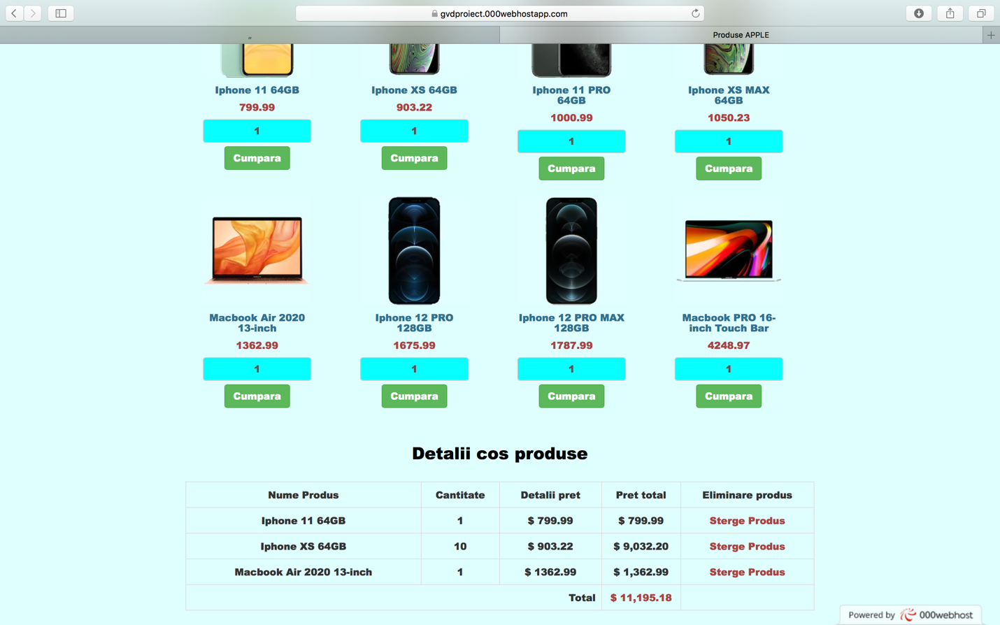 gvdproiect.000webhostapp.com
„
Produse APPLE
Iphone 11 64GB
799.99
1
Cumpara
Iphone XS 64GB
903.22
1
Cumpara
Iphone 11 PRO
64GB
1000.99
1
Cumpara
Iphone XS MAX
64GB
1050.23
1
Cumpara
Macbook Air 2020
13-inch
1362.99
1
Cumpara
Iphone 12 PRO
128GB
1675.99
1
Cumpara
Iphone 12 PRO MAX
128GB
1787.99
1
Cumpara
Macbook PRO 16-
inch Touch Bar
4248.97
1
Cumpara
Detalii cos produse
Nume Produs Cantitate Detalii pret Pret total Eliminare produs
Iphone 11 64GB 1 $ 799.99 $ 799.99 Sterge Produs
Iphone XS 64GB 10 $ 903.22 $ 9,032.20 Sterge Produs
Macbook Air 2020 13-inch 1 $ 1362.99 $ 1,362.99 Sterge Produs
Total $ 11,195.18
Powered by 000webhost